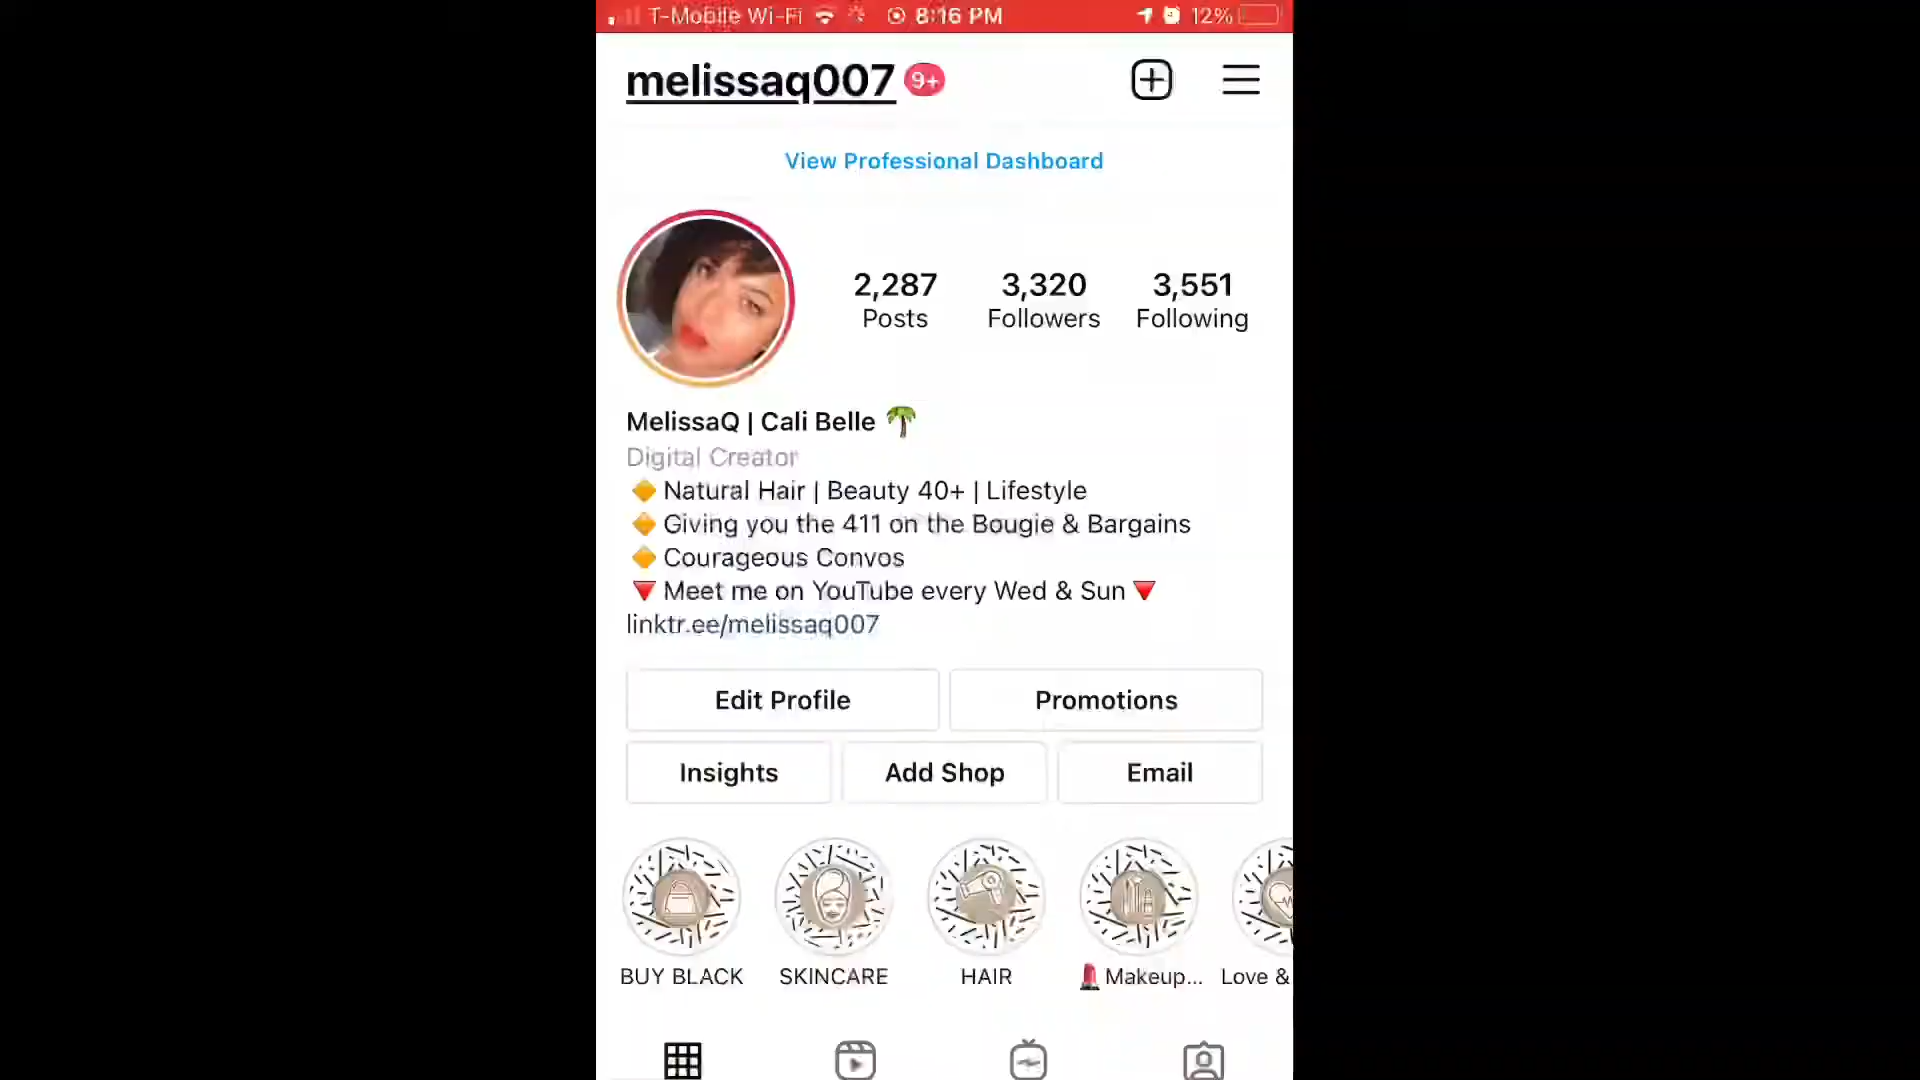 T-Mobile Wi-Fi 8:16 PM 12%
melissaq007 9+
View Professional Dashboard
2,287 3,320 3,551
Posts Followers Following
MelissaQ | Cali Belle 🌴
Digital Creator
🔶 Natural Hair | Beauty 40+ | Lifestyle
🔶 Giving you the 411 on the Bougie & Bargains
🔶 Courageous Convos
🔻 Meet me on YouTube every Wed & Sun 🔻
linktr.ee/melissaq007
Edit Profile Promotions
Insights Add Shop Email
BUY BLACK SKINCARE HAIR 💄 Makeup... Love &